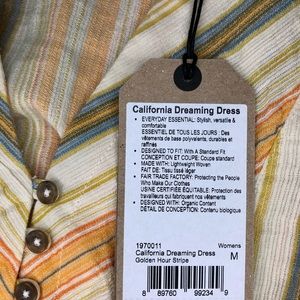 California Dreaming Dress
• EVERYDAY ESSENTIAL: Stylish, versatile &
comfortable
ESSENTIEL DE TOUS LES JOURS : Des
vêtements de base polyvalents, durables et
raffinés
• DESIGNED TO FIT: With A Standard Fit
CONCEPTION ET COUPE: Coupe standard
• MADE WITH: Lightweight Woven
FAIT DE: Tissu tissé léger
• FAIR TRADE FACTORY: Protecting the People
Who Make Our Clothes
USINE CERTIFIÉE ÉQUITABLE: Protection des
travailleurs qui fabriquent nos vêtements
• DESIGNED WITH: Organic Content
DÉTAIL DE CONCEPTION: Contenu biologique
1970011 Womens
California Dreaming Dress M
Golden Hour Stripe
8 89760 99234 9